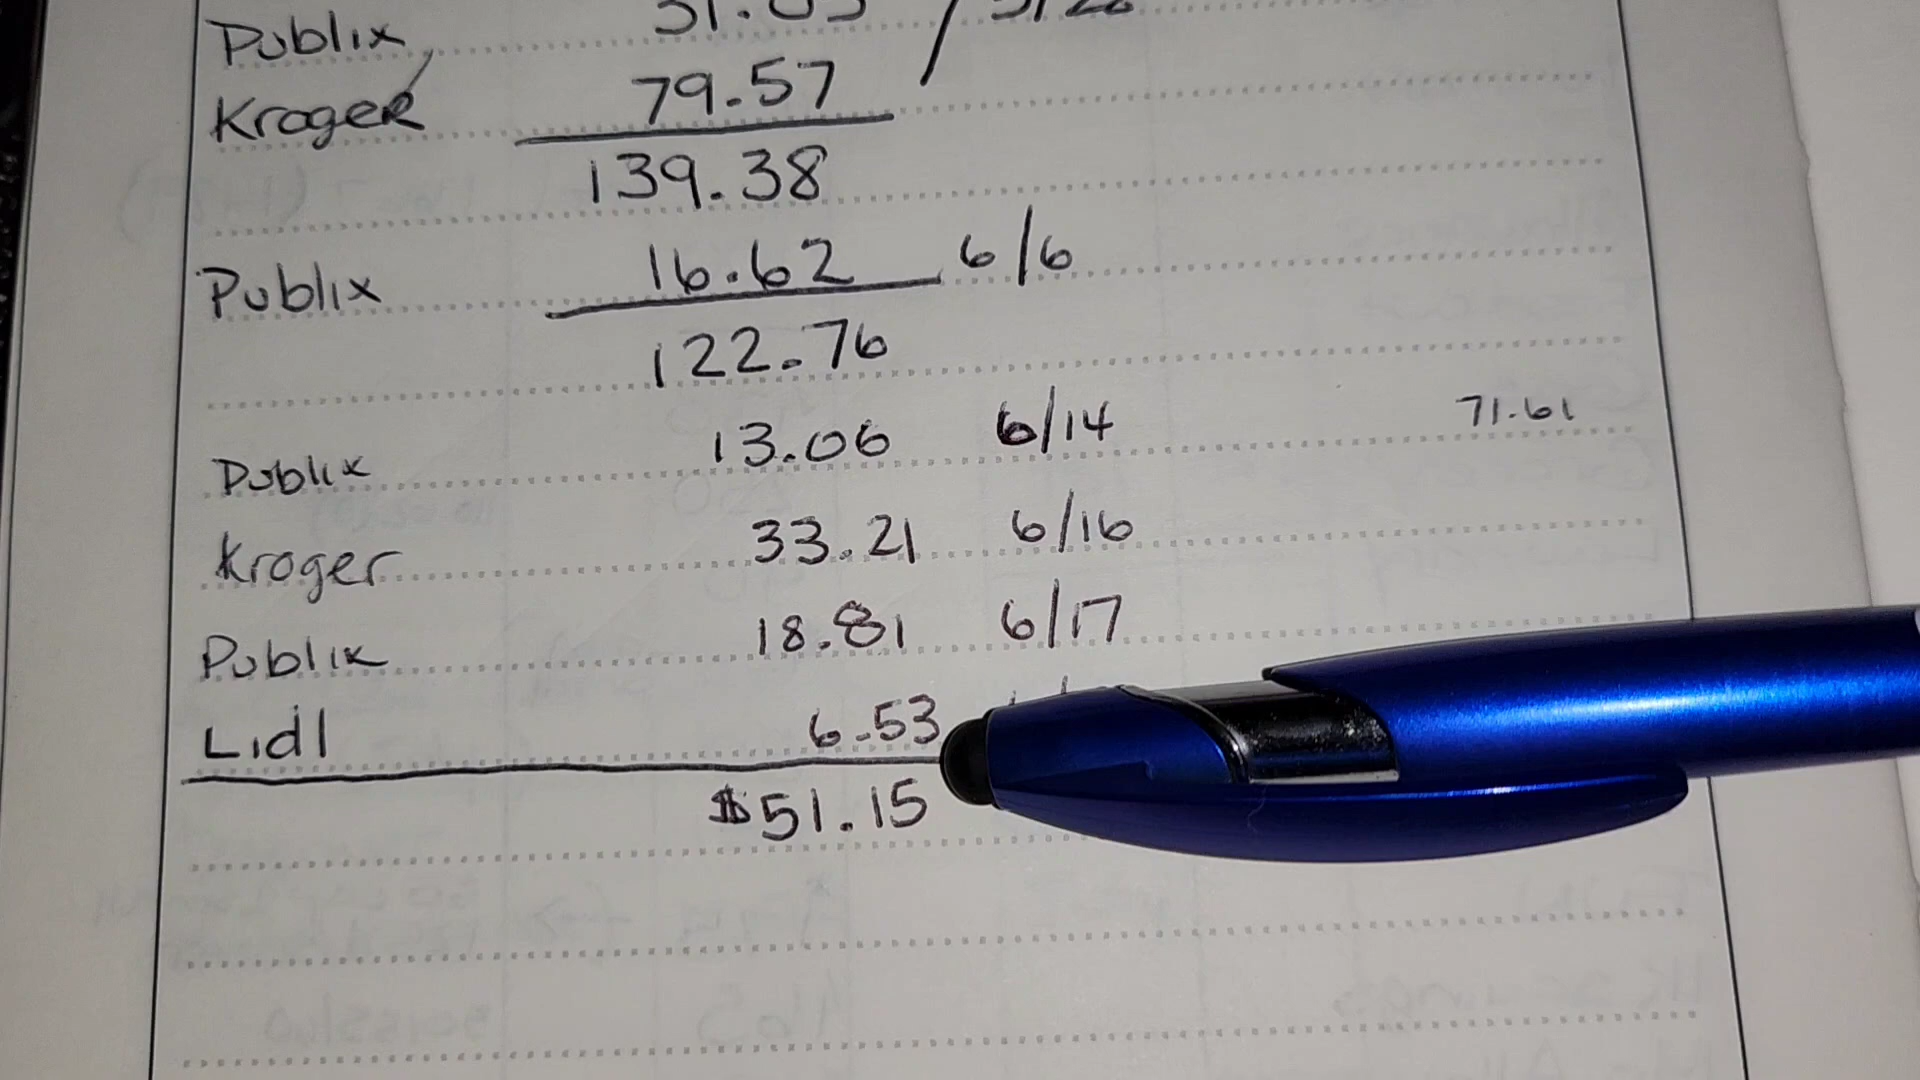 Publix
Kroger 79.57
139.38
Publix 16.62 6/6
122.76
71.61
Publix 13.06 6/14
Kroger 33.21 6/16
Publix 18.81 6/17
Lidl 6.53
$51.15